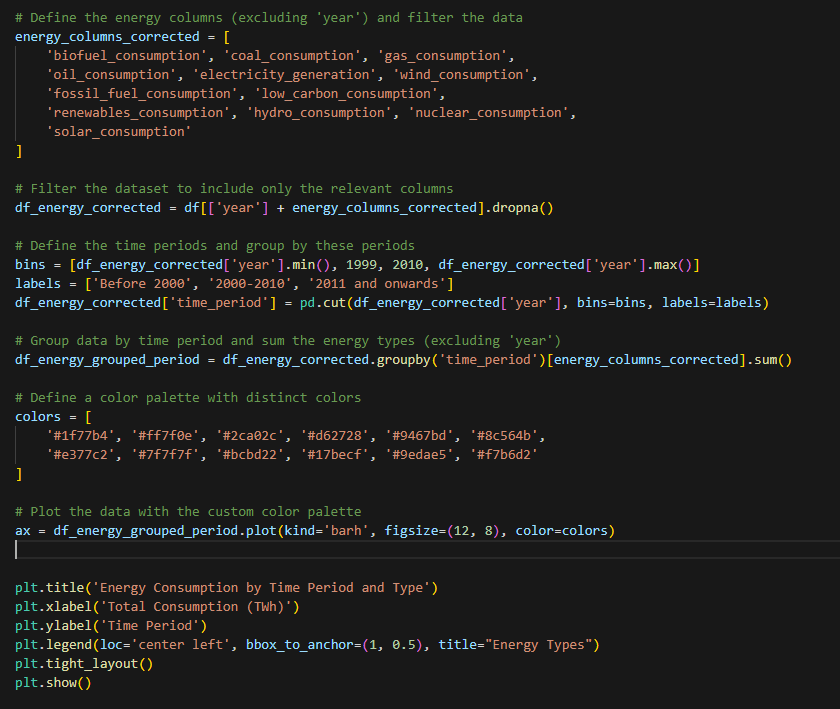 # Define the energy columns (excluding 'year') and filter the data
energy_columns_corrected = [
    'biofuel_consumption', 'coal_consumption', 'gas_consumption',
    'oil_consumption', 'electricity_generation', 'wind_consumption',
    'fossil_fuel_consumption', 'low_carbon_consumption',
    'renewables_consumption', 'hydro_consumption', 'nuclear_consumption',
    'solar_consumption'
]
# Filter the dataset to include only the relevant columns
df_energy_corrected = df[['year'] + energy_columns_corrected].dropna()
# Define the time periods and group by these periods
bins = [df_energy_corrected['year'].min(), 1999, 2010, df_energy_corrected['year'].max()]
labels = ['Before 2000', '2000-2010', '2011 and onwards']
df_energy_corrected['time_period'] = pd.cut(df_energy_corrected['year'], bins=bins, labels=labels)
# Group data by time period and sum the energy types (excluding 'year')
df_energy_grouped_period = df_energy_corrected.groupby('time_period')[energy_columns_corrected].sum()
# Define a color palette with distinct colors
colors = [
    '#1f77b4', '#ff7f0e', '#2ca02c', '#d62728', '#9467bd', '#8c564b',
    '#e377c2', '#7f7f7f', '#bcbd22', '#17becf', '#9edae5', '#f7b6d2'
]
# Plot the data with the custom color palette
ax = df_energy_grouped_period.plot(kind='barh', figsize=(12, 8), color=colors)
plt.title('Energy Consumption by Time Period and Type')
plt.xlabel('Total Consumption (TWh)')
plt.ylabel('Time Period')
plt.legend(loc='center left', bbox_to_anchor=(1, 0.5), title="Energy Types")
plt.tight_layout()
plt.show()